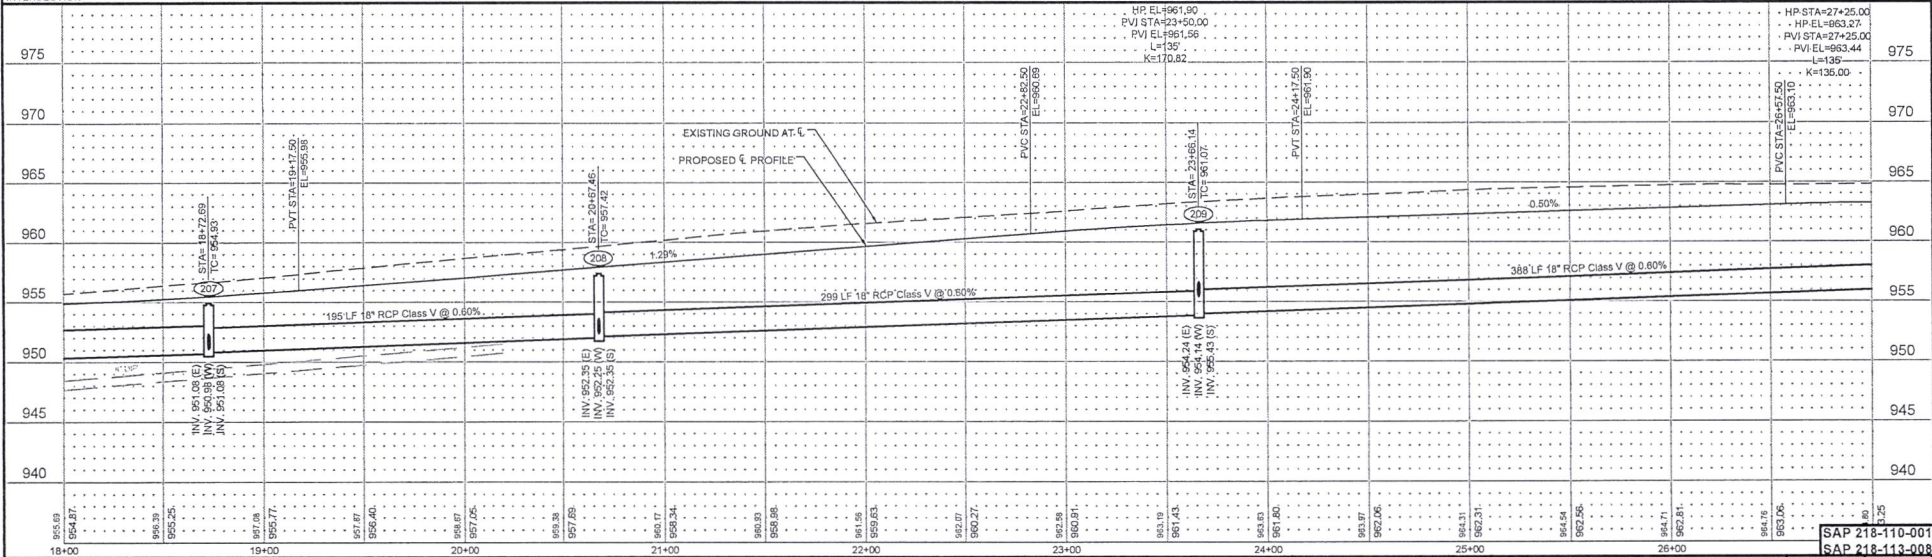 HP EL=961.90
PVI STA=23+50.00
PVI EL=961.56
L=135'
K=170.82
HP STA=27+25.00
HP EL=963.27
PVI STA=27+25.00
PVI EL=963.44
L=135'
K=135.00
975
975
970
970
965
965
960
960
955
955
950
950
945
945
940
940
STA= 18+72.69
TC= 954.93
207
PVT STA=19+17.50
EL=955.98
STA= 20+67.46
TC= 957.42
208
EXISTING GROUND AT ℄
PROPOSED ℄ PROFILE
PVC STA=22+82.50
EL=960.69
STA= 23+66.14
TC= 961.07
209
PVT STA=24+17.50
EL=961.90
PVC STA=26+57.50
EL=963.10
1.29%
0.50%
195 LF 18" RCP Class V @ 0.60%
299 LF 18" RCP Class V @ 0.60%
388 LF 18" RCP Class V @ 0.60%
INV. 951.08 (E)
INV. 950.98 (W)
INV. 951.08 (S)
INV. 952.35 (E)
INV. 952.25 (W)
INV. 952.35 (S)
INV. 954.24 (E)
INV. 954.14 (W)
INV. 955.43 (S)
955.69
954.87
956.39
955.25
957.08
955.77
957.87
956.40
958.67
957.05
959.38
957.69
960.17
958.34
960.93
958.98
961.56
959.63
962.07
960.27
962.58
960.91
963.19
961.43
963.63
961.80
963.97
962.06
964.31
962.31
964.54
962.56
964.71
962.81
964.76
963.06
18+00
19+00
20+00
21+00
22+00
23+00
24+00
25+00
26+00
SAP 218-110-001
SAP 218-113-008